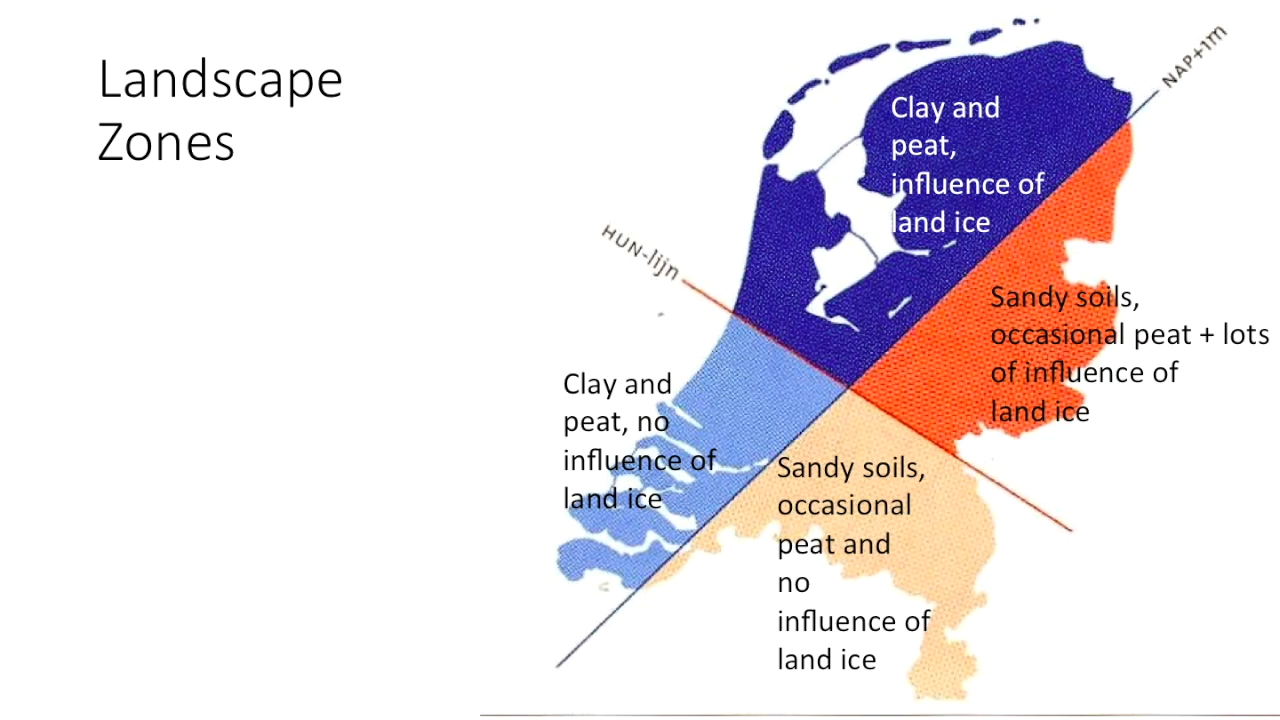 Landscape
Zones
NAP+1m
Clay and
peat,
influence of
land ice
HUN-lijn
Sandy soils,
occasional peat + lots
of influence of
land ice
Clay and
peat, no
influence of
land ice
Sandy soils,
occasional
peat and
no
influence of
land ice